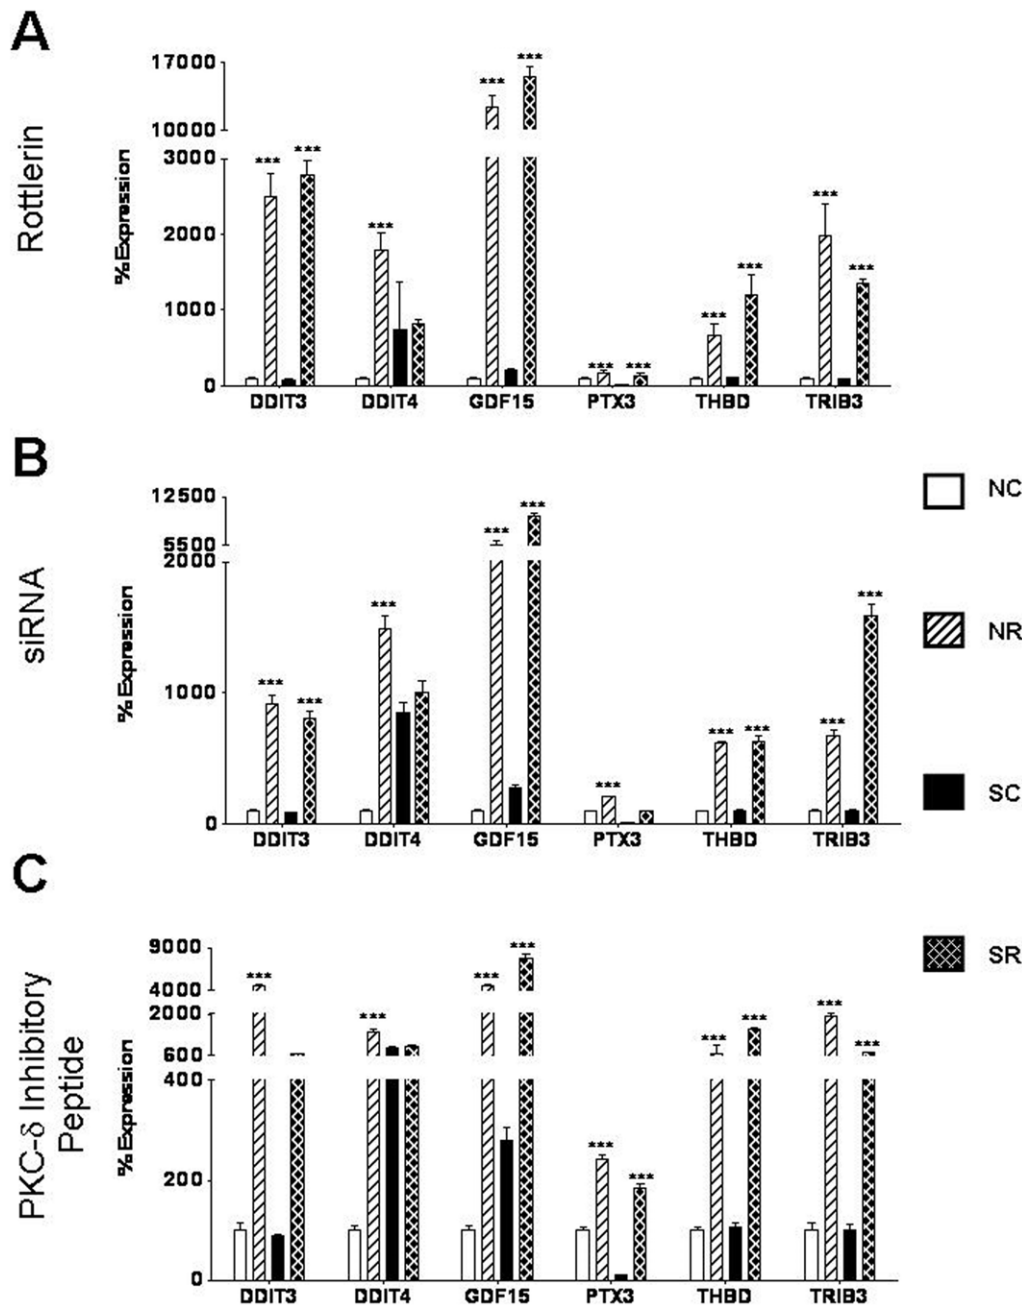 A
Rottlerin
%Expression
17000
10000
3000
2000
1000
0
*** *** *** *** *** *** *** *** *** *** ***
DDIT3 DDIT4 GDF15 PTX3 THBD TRIB3
B
siRNA
%Expression
12500
5500
2000
1000
0
*** *** *** *** *** *** *** *** *** ***
DDIT3 DDIT4 GDF15 PTX3 THBD TRIB3
NC
NR
SC
SR
C
PKC-δ Inhibitory
Peptide
%Expression
9000
4000
2000
600
400
200
0
*** *** *** *** *** *** *** *** *** ***
DDIT3 DDIT4 GDF15 PTX3 THBD TRIB3